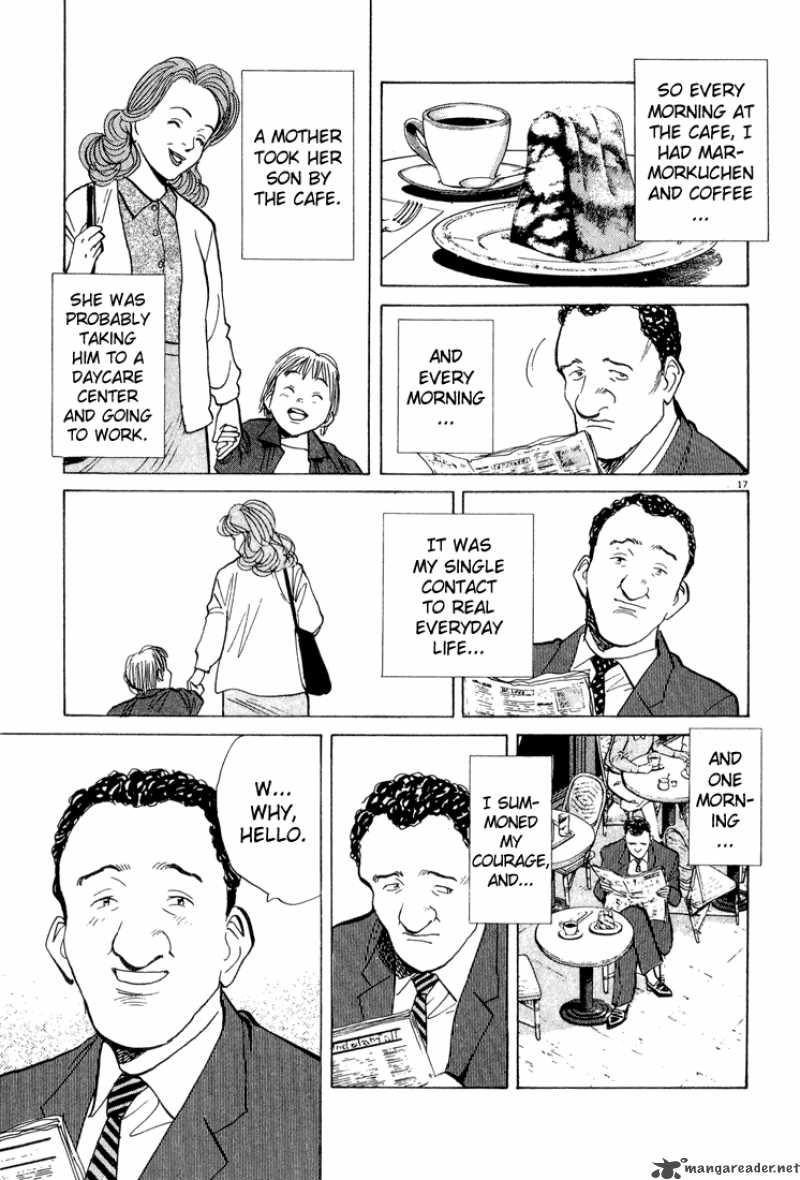 SO EVERY
MORNING AT
THE CAFE, I
HAD MAR-
MORKUCHEN
AND COFFEE
...
A MOTHER
TOOK HER
SON BY
THE CAFE.
SHE WAS
PROBABLY
TAKING
HIM TO A
DAYCARE
CENTER
AND GOING
TO WORK.
AND
EVERY
MORNING
...
17
IT WAS
MY SINGLE
CONTACT
TO REAL
EVERYDAY
LIFE...
AND
ONE
MORN-
ING
...
I SUM-
MONED
MY
COURAGE,
AND...
W...
WHY,
HELLO.
mangareader.net